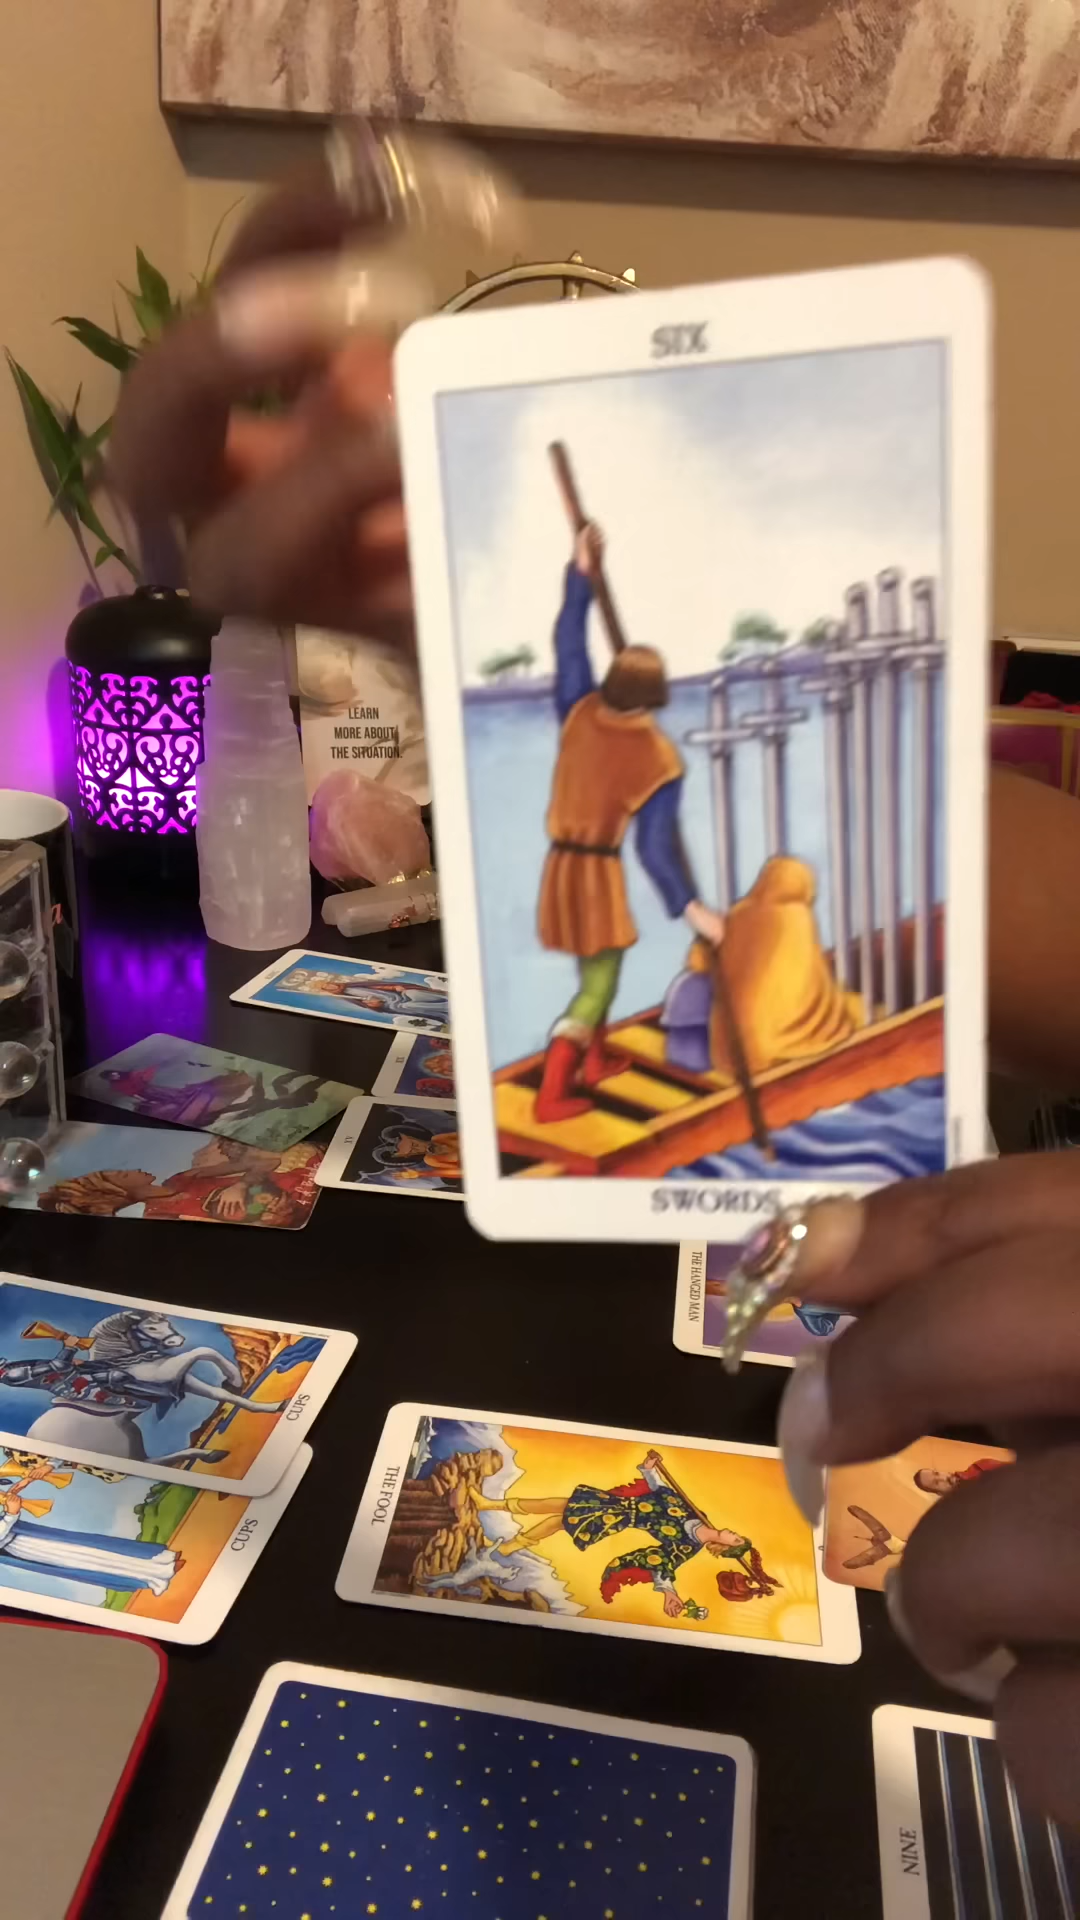 SIX
LEARN
MORE ABOUT
THE SITUATION.
SWORDS
THE HANGED MAN
CUPS
THE FOOL
CUPS
NINE